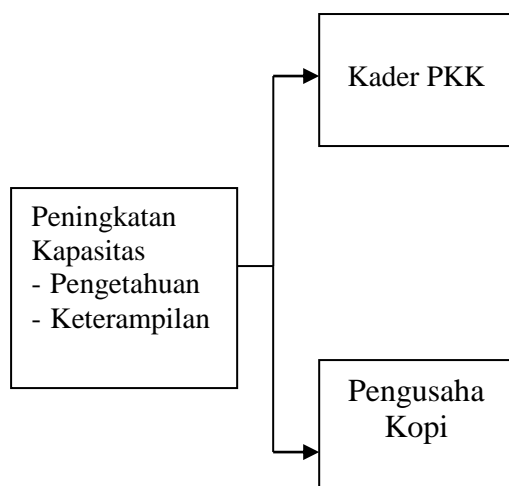 Kader PKK
Peningkatan
Kapasitas
- Pengetahuan
- Keterampilan
Pengusaha
Kopi